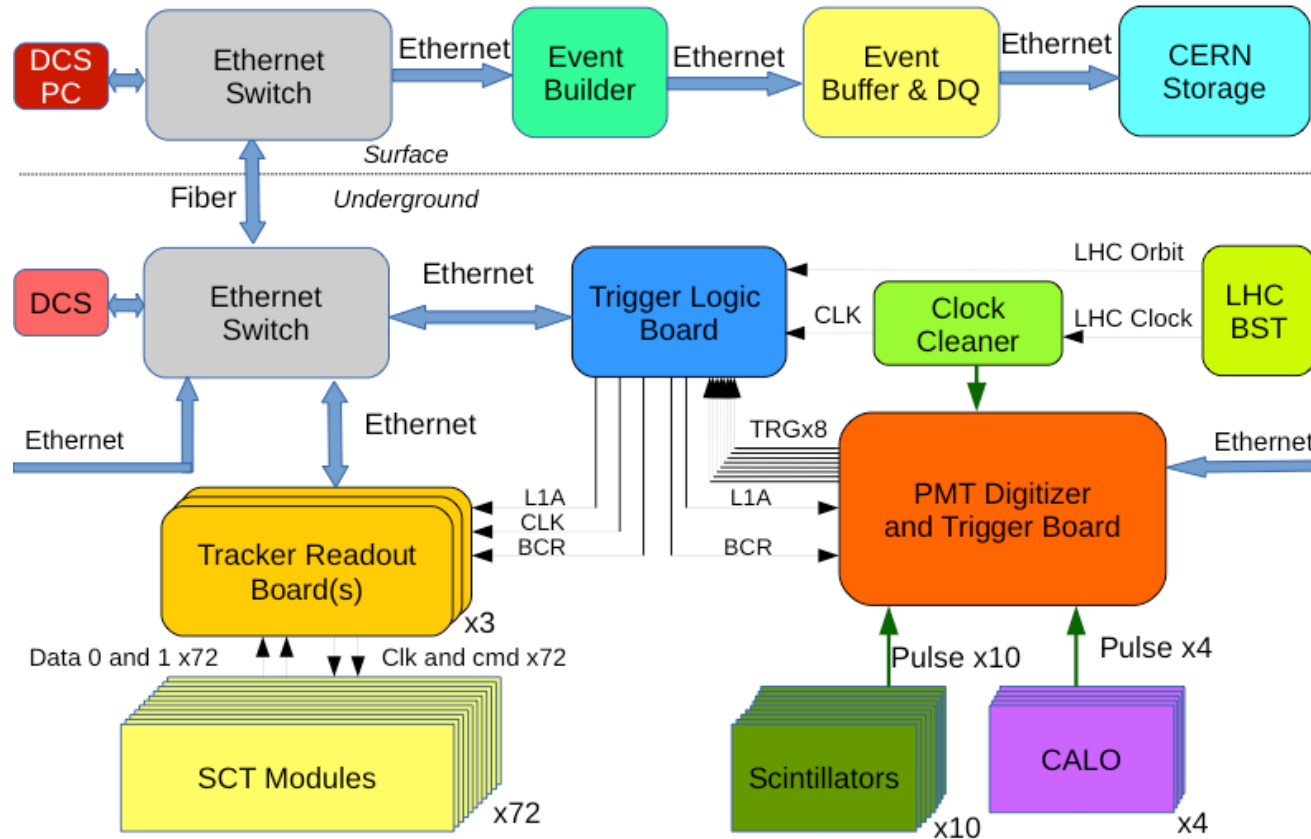 DCS
PC
Ethernet
Switch
Ethernet
Event
Builder
Ethernet
Event
Buffer & DQ
Ethernet
CERN
Storage
Surface
Fiber
Underground
DCS
Ethernet
Switch
Ethernet
Trigger Logic
Board
LHC Orbit
CLK
Clock
Cleaner
LHC Clock
LHC
BST
Ethernet
Ethernet
TRGx8
Ethernet
L1A
CLK
BCR
L1A
BCR
PMT Digitizer
and Trigger Board
Tracker Readout
Board(s)
x3
Data 0 and 1 x72
Clk and cmd x72
Pulse x10
Pulse x4
SCT Modules
x72
Scintillators
x10
CALO
x4